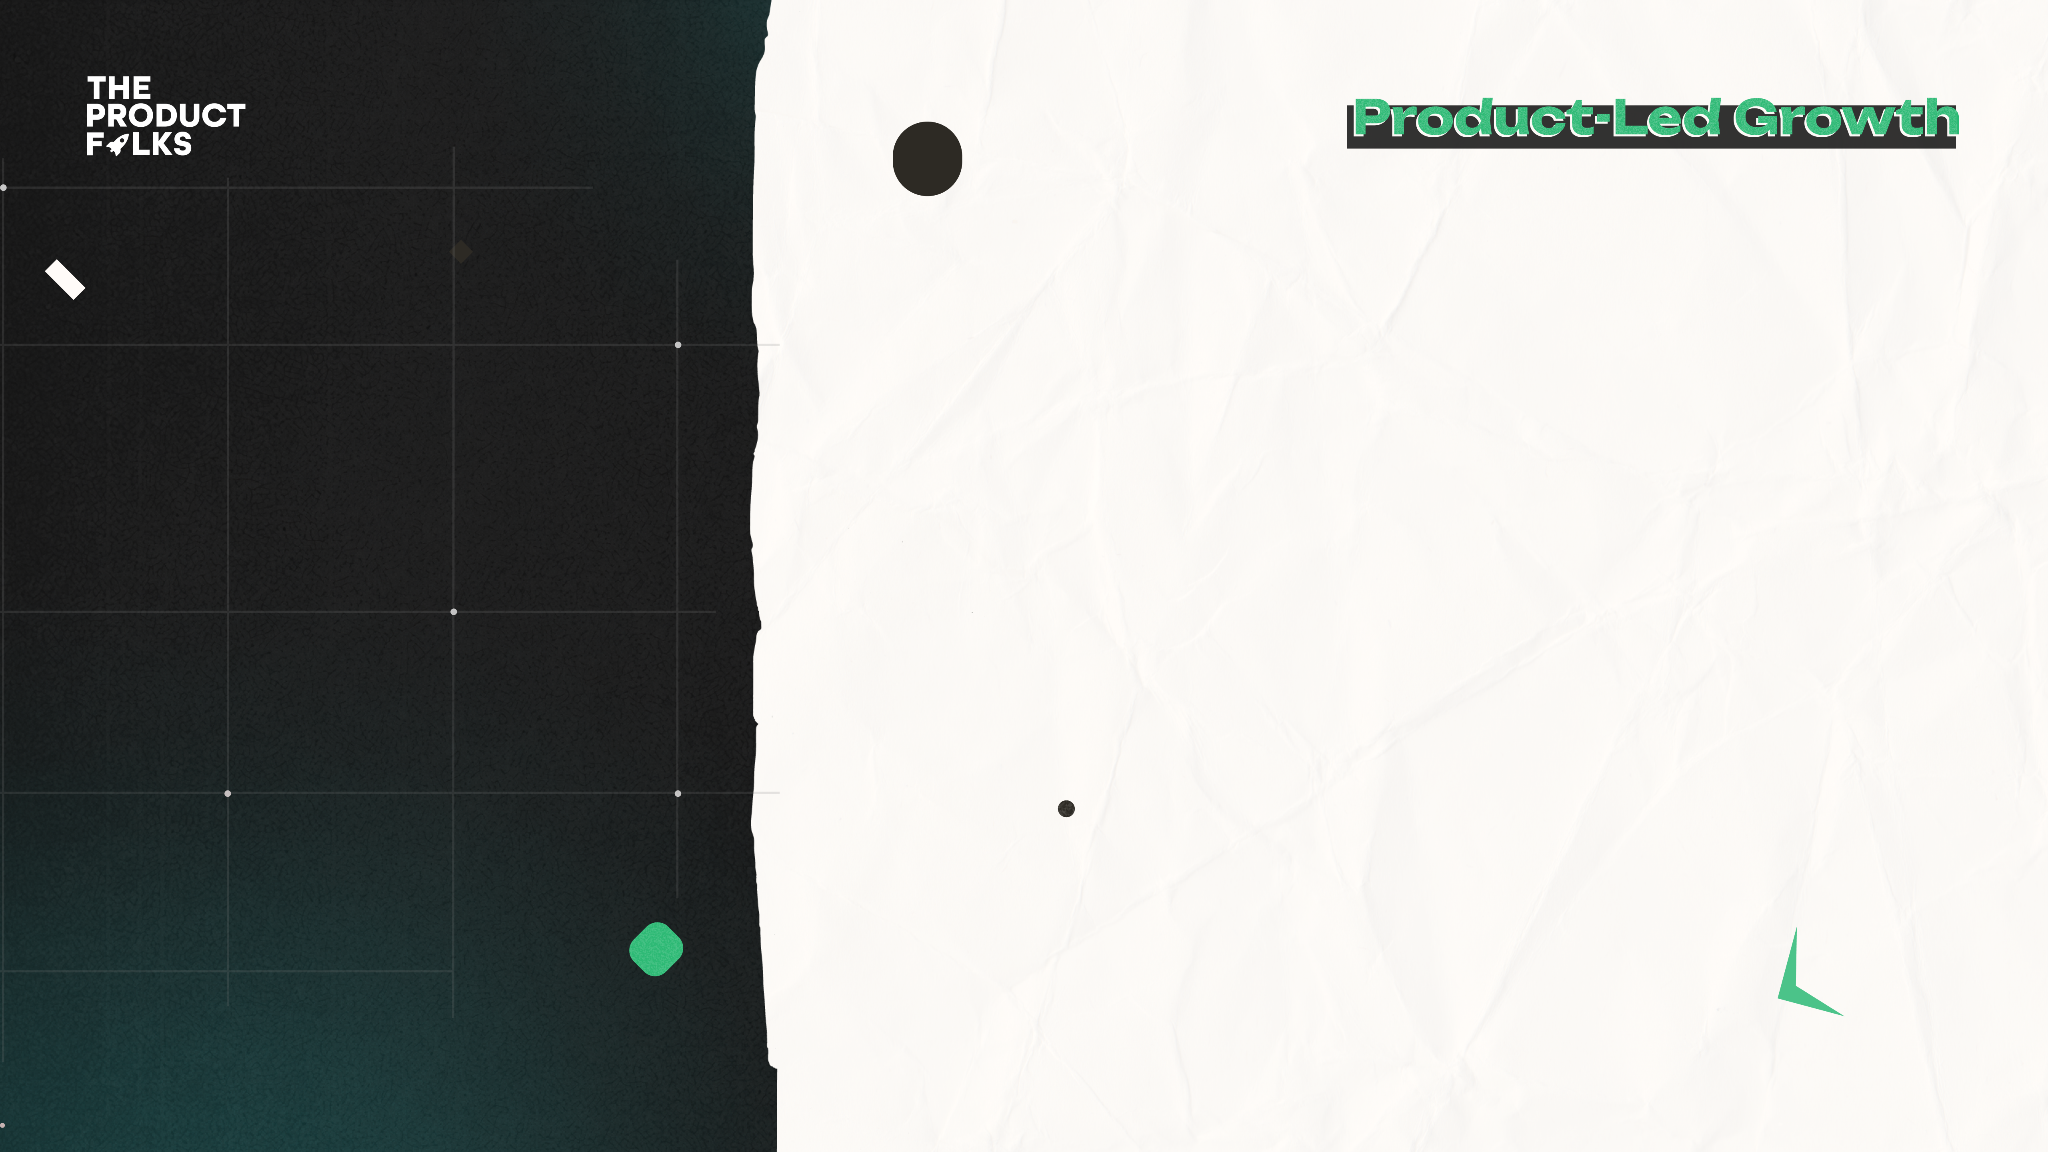 THE
PRODUCT
FOLKS
Product-Led Growth